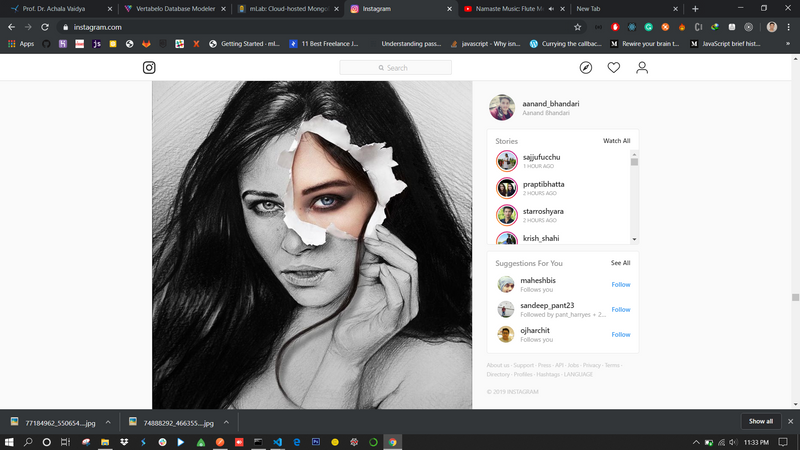 Prof. Dr. Achala Vaidya
Vertabelo Database Modeler
mLab: Cloud-hosted Mongo
Instagram
Namaste Music: Flute M
New Tab
instagram.com
Apps
Getting Started - ml...
11 Best Freelance J...
Understanding pass...
javascript - Why isn...
Currying the callbac...
Rewire your brain t...
JavaScript brief hist...
Search
aanand_bhandari
Aanand Bhandari
Stories
Watch All
sajjufucchu
1 HOUR AGO
praptibhatta
2 HOURS AGO
starroshyara
2 HOURS AGO
krish_shahi
Suggestions For You
See All
maheshbis
Follows you
Follow
sandeep_pant23
Followed by pant_harryes + 2...
Follow
ojharchit
Follows you
Follow
About us · Support · Press · API · Jobs · Privacy · Terms ·
Directory · Profiles · Hashtags · LANGUAGE
© 2019 INSTAGRAM
77184962_550654....jpg
74888292_466355....jpg
Show all
11:33 PM